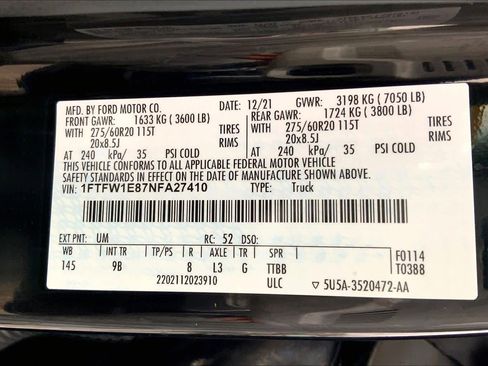 MFD. BY FORD MOTOR CO. 12/21 GVWR: 3198 KG ( 7050 LB)
FRONT GAWR: 1633 KG ( 3600 LB) REAR GAWR: 1724 KG ( 3800 LB)
275/60R20 115T TIRES 275/60R20 115T TIRES
20x8.5J RIMS 20x8.5J RIMS
AT 240 kPa/ 35 PSI COLD AT 240 kPa/ 35 PSI COLD
THIS VEHICLE CONFORMS TO ALL APPLICABLE FEDERAL MOTOR VEHICLE
SAFETY STANDARDS IN EFFECT ON THE DATE OF MANUFACTURE SHOWN ABOVE.
VIN: 1FTFW1E87NFA27410 TYPE: Truck
EXT PNT: UM RC: 52 DSO:
WB INT TR TP/PS R AXLE TR SPR F0114
145 9B 8 L3 G TTBB T0388
2202112023910 ULC 5U5A-3520472-AA